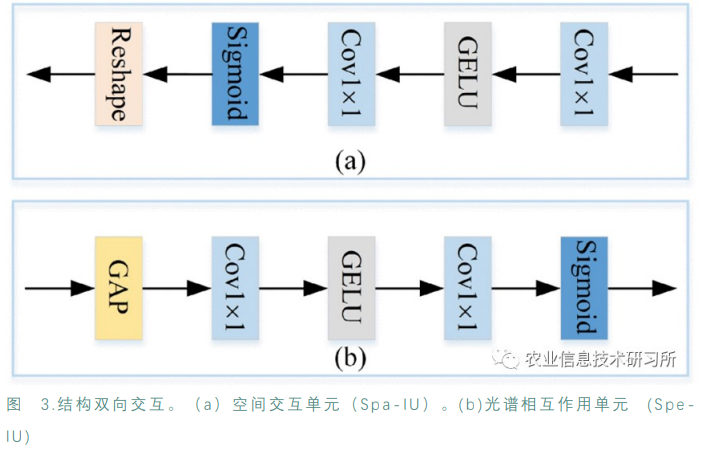 Reshape
Sigmoid
Cov1×1
GELU
Cov1×1
(a)
GAP
Cov1×1
GELU
Cov1×1
Sigmoid
(b)
农业信息技术研习所
图 3.结构双向交互。（a）空间交互单元（Spa-IU）。(b)光谱相互作用单元 (Spe-
IU)